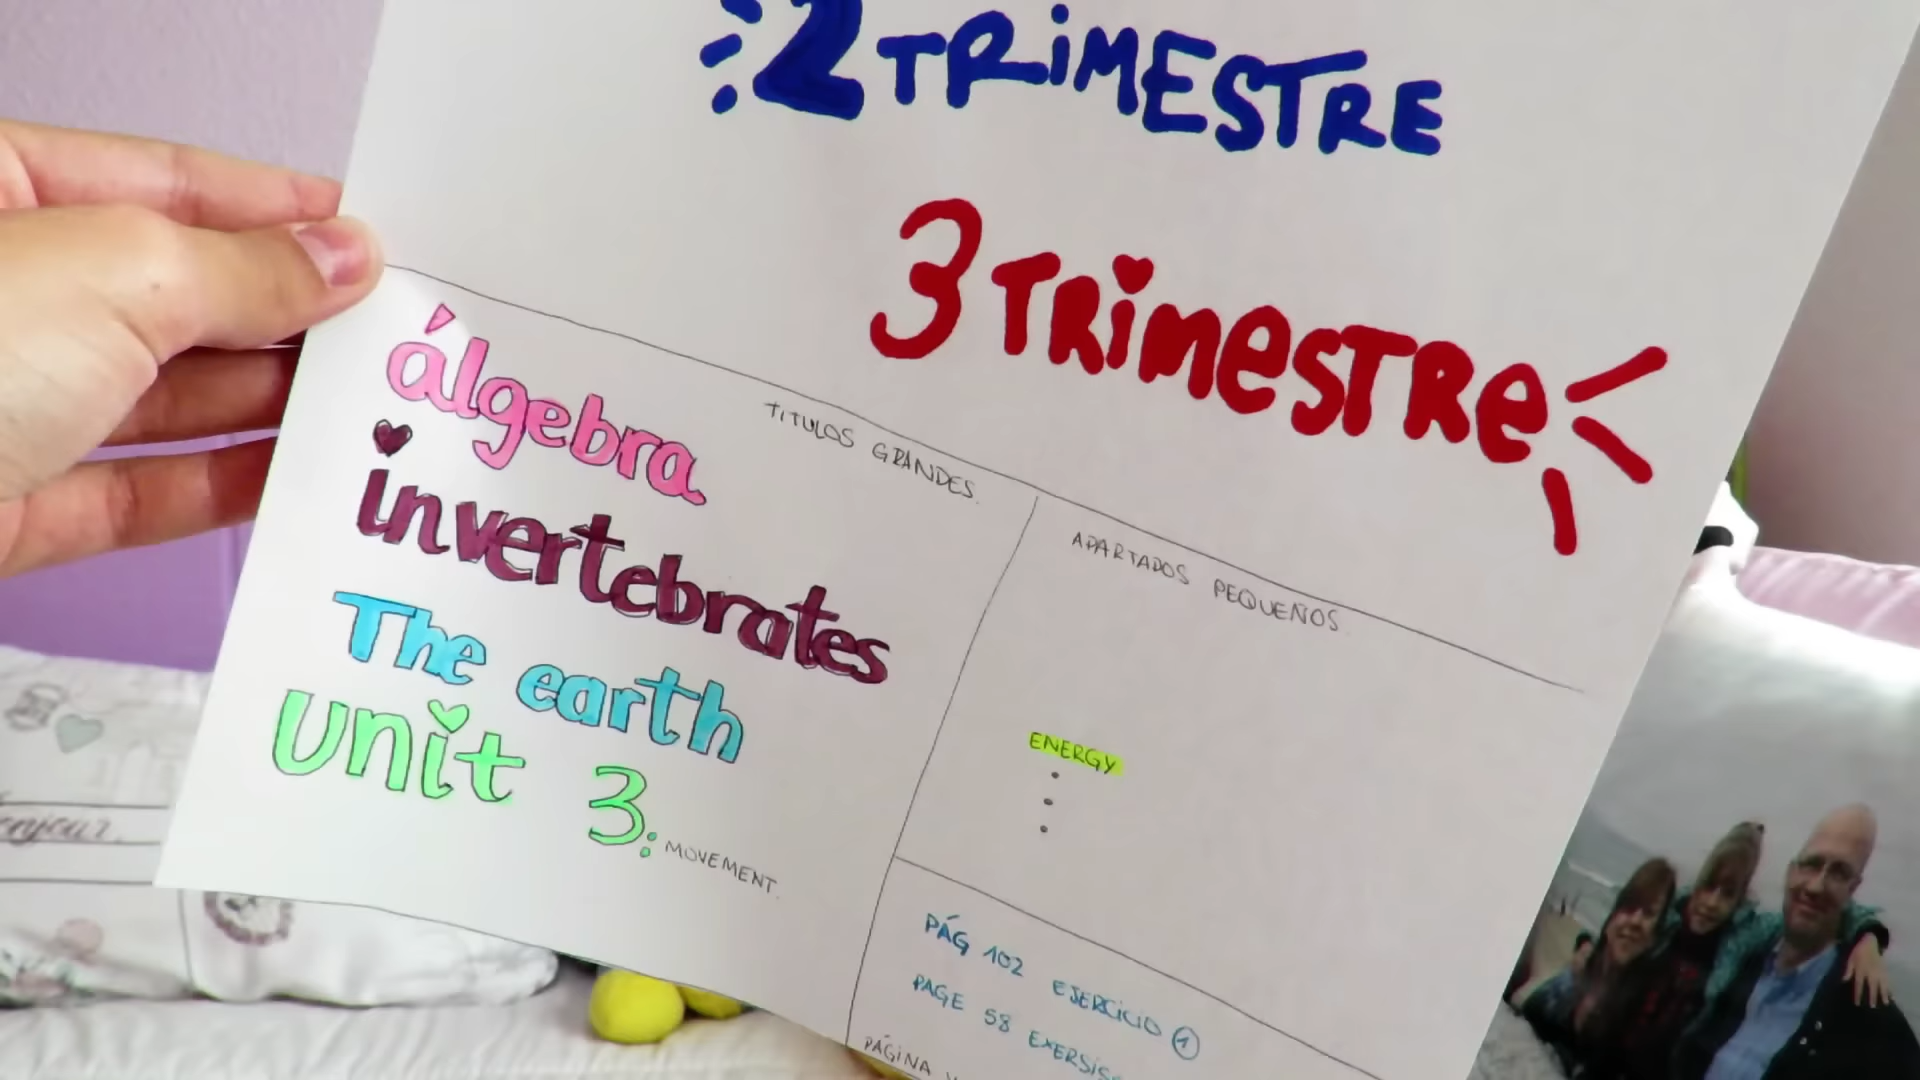 2 TRIMESTRE
3 TRIMESTRE
TITULOS GRANDES.
álgebra
invertebrates
The earth
unit 3: MOVEMENT.
APARTADOS PEQUEÑOS.
ENERGY
PÁG 102 EJERCICIO 1
PAGE 58
PÁGINA